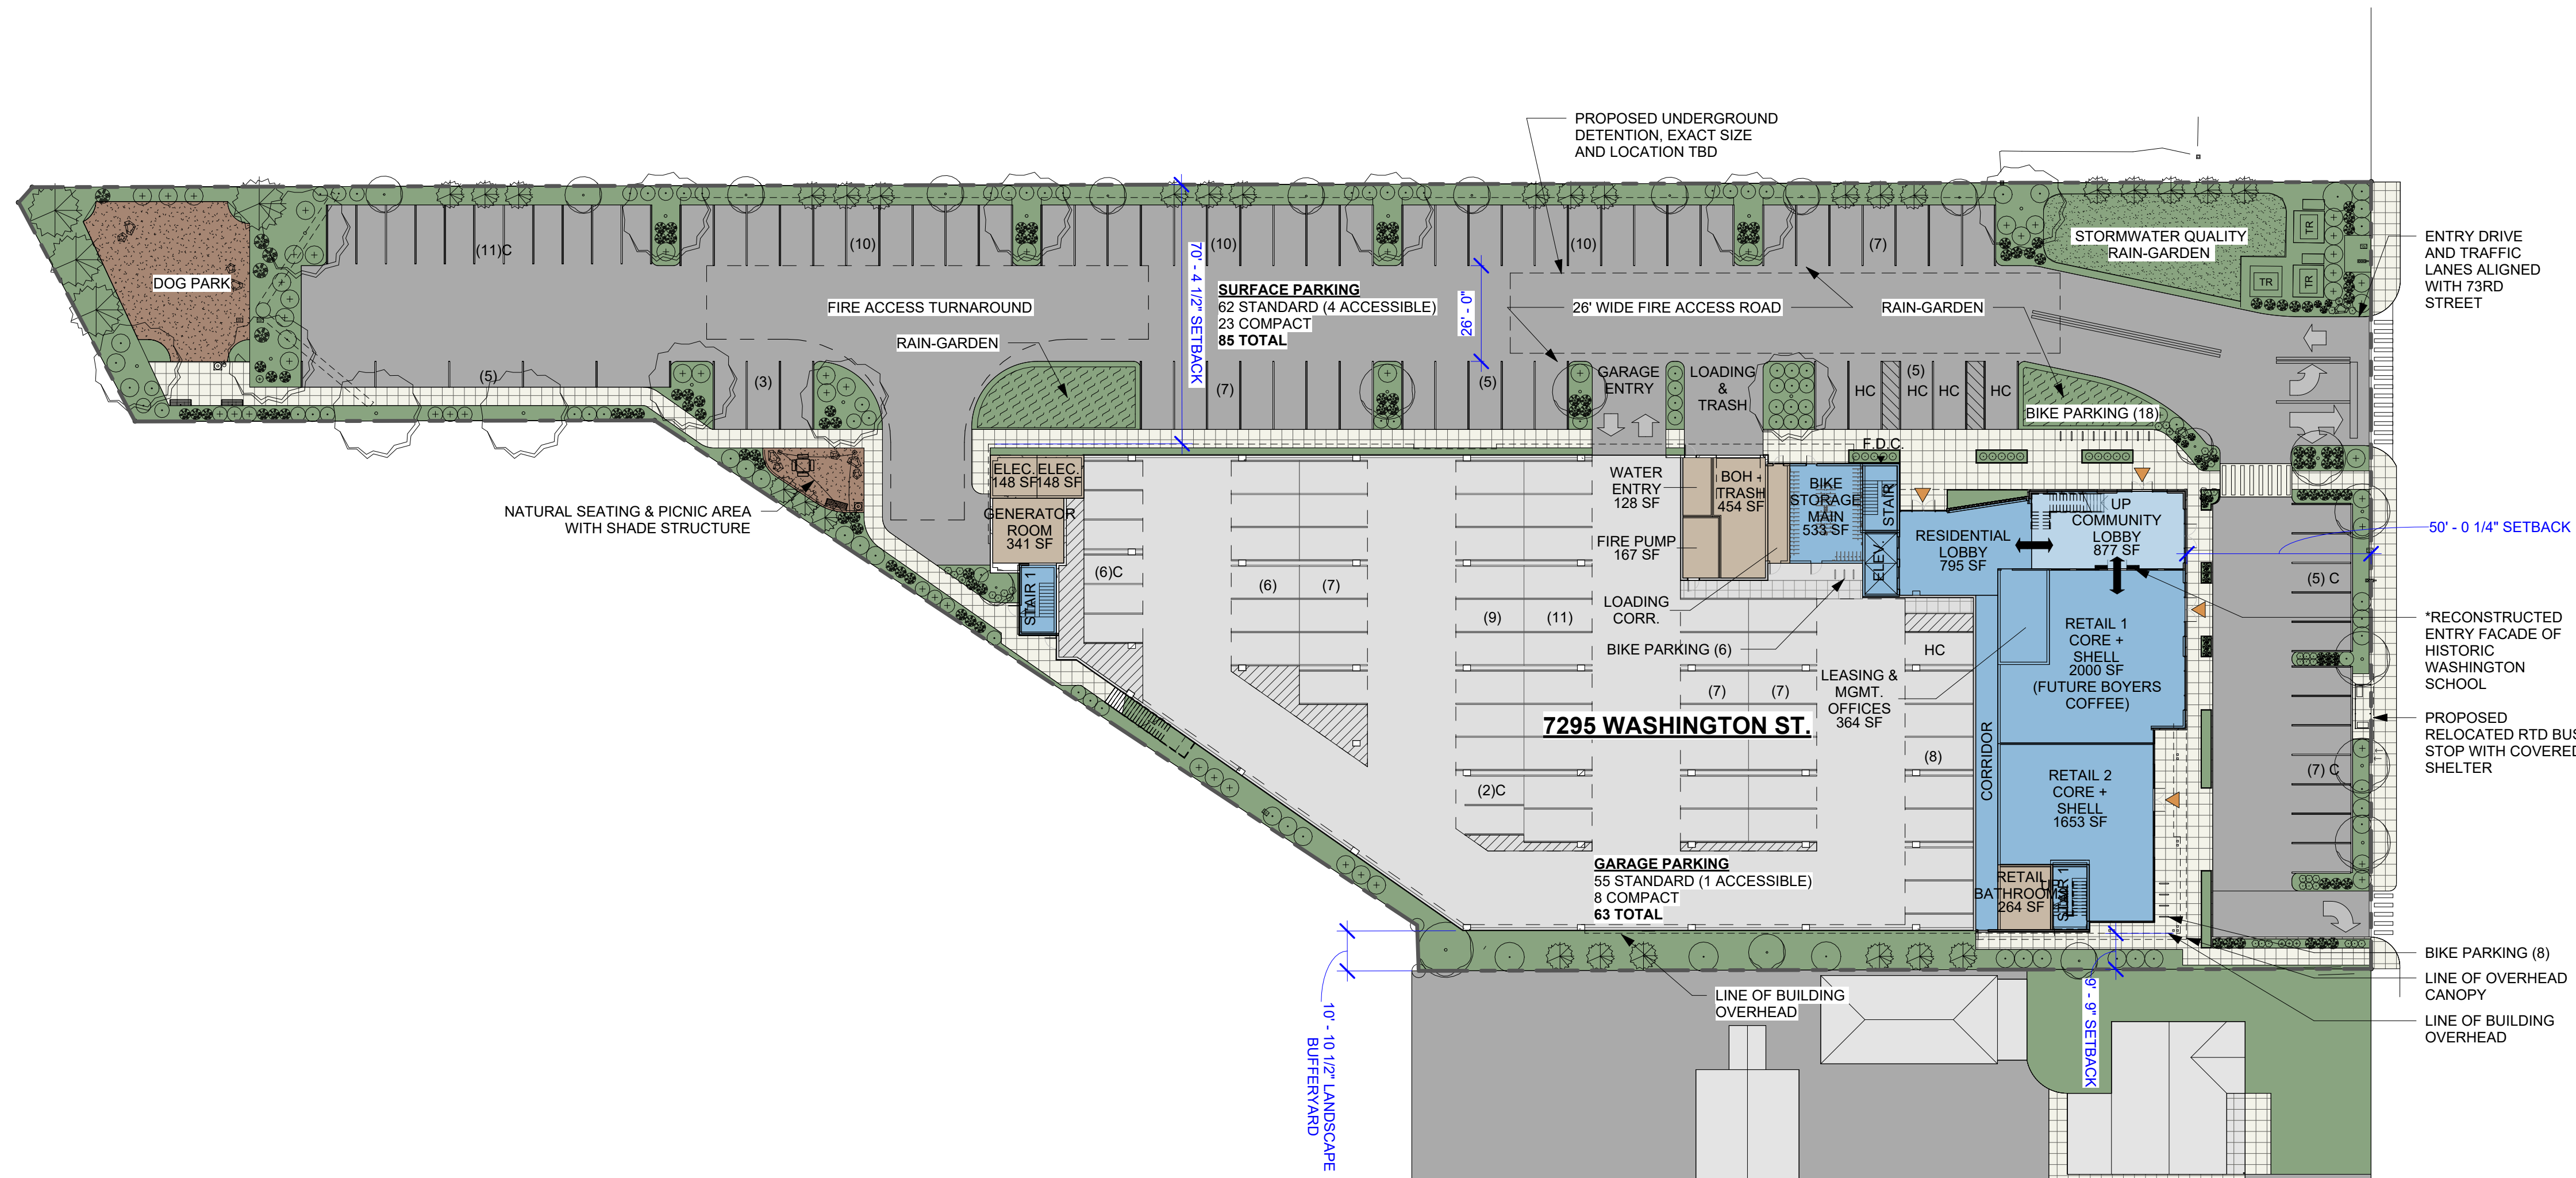 PROPOSED UNDERGROUND
DETENTION, EXACT SIZE
AND LOCATION TBD
(11)C
(10)
(10)
(10)
(7)
STORMWATER QUALITY
RAIN-GARDEN
TR
TR
TR
ENTRY DRIVE
AND TRAFFIC
LANES ALIGNED
WITH 73RD
STREET
DOG PARK
70' - 4 1/2" SETBACK
SURFACE PARKING
62 STANDARD (4 ACCESSIBLE)
23 COMPACT
85 TOTAL
26' - 0"
FIRE ACCESS TURNAROUND
26' WIDE FIRE ACCESS ROAD
RAIN-GARDEN
RAIN-GARDEN
(5)
(3)
(7)
(5)
GARAGE
ENTRY
LOADING
&
TRASH
(5)
HC
HC
HC
HC
BIKE PARKING (18)
F.D.C.
NATURAL SEATING & PICNIC AREA
WITH SHADE STRUCTURE
ELEC.
148 SF
ELEC.
148 SF
GENERATOR
ROOM
341 SF
STAIR 1
WATER
ENTRY
128 SF
BOH -
TRASH
454 SF
BIKE
STORAGE
MAIN
533 SF
STAIR
ELEV.
FIRE PUMP
167 SF
RESIDENTIAL
LOBBY
795 SF
UP
COMMUNITY
LOBBY
877 SF
50' - 0 1/4" SETBACK
(6)C
(6)
(7)
(9)
(11)
LOADING
CORR.
BIKE PARKING (6)
HC
LEASING &
MGMT.
OFFICES
364 SF
(7)
(7)
(8)
(2)C
RETAIL 1
CORE +
SHELL
2000 SF
(FUTURE BOYERS
COFFEE)
(5) C
*RECONSTRUCTED
ENTRY FACADE OF
HISTORIC
WASHINGTON
SCHOOL
PROPOSED
RELOCATED RTD BUS
STOP WITH COVERED
SHELTER
(7) C
7295 WASHINGTON ST.
CORRIDOR
RETAIL 2
CORE +
SHELL
1653 SF
GARAGE PARKING
55 STANDARD (1 ACCESSIBLE)
8 COMPACT
63 TOTAL
RETAIL
BATHROOM
264 SF
STAIR 1
BIKE PARKING (8)
LINE OF OVERHEAD
CANOPY
LINE OF BUILDING
OVERHEAD
LINE OF BUILDING
OVERHEAD
9' - 9" SETBACK
10' - 10 1/2" LANDSCAPE
BUFFERYARD